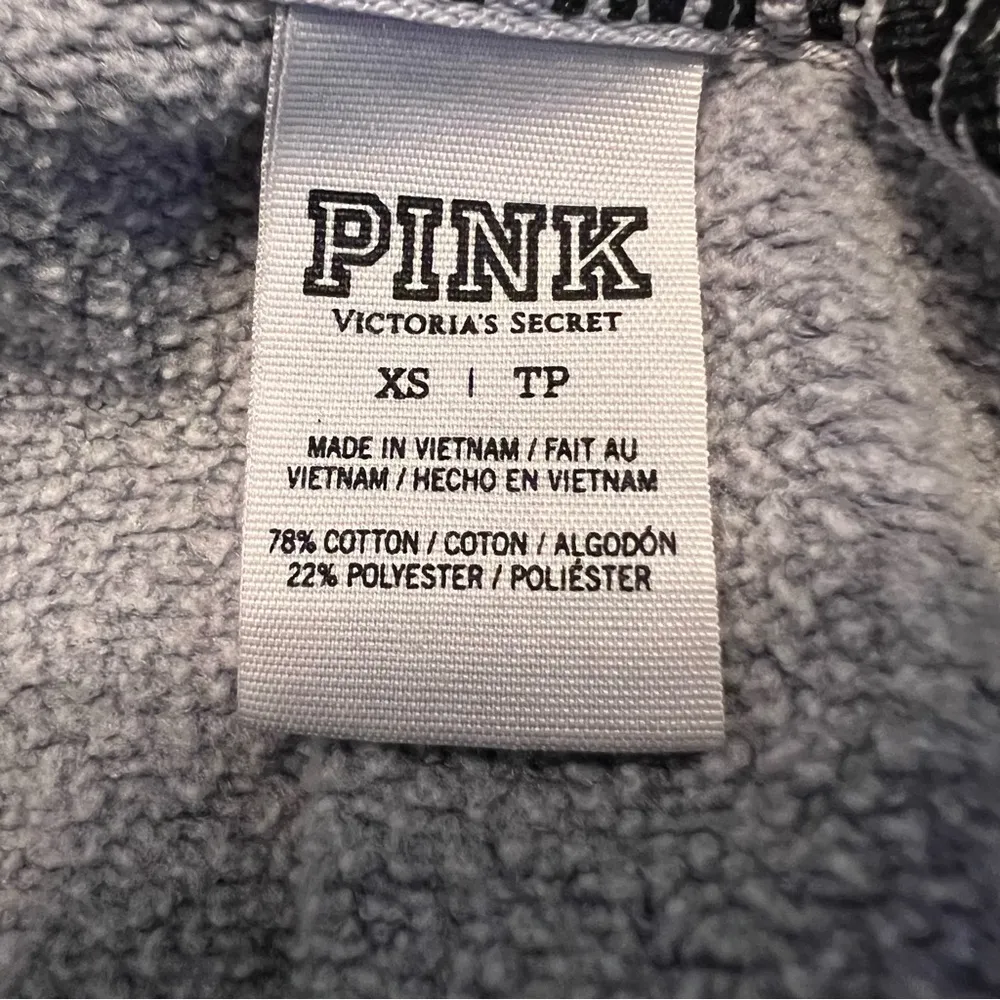 PINK
VICTORIA'S SECRET
XS | TP
MADE IN VIETNAM / FAIT AU
VIETNAM / HECHO EN VIETNAM
78% COTTON / COTON / ALGODÓN
22% POLYESTER / POLIÉSTER